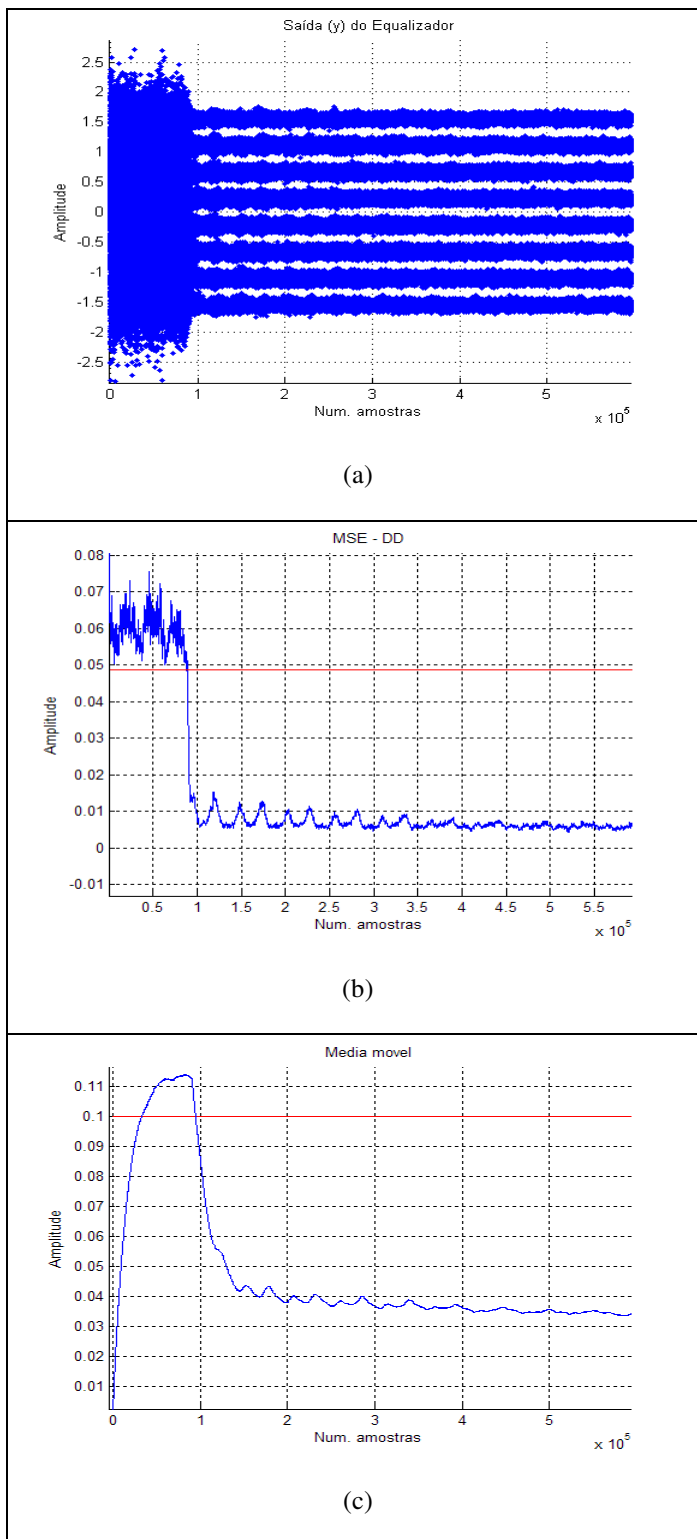 Saída (y) do Equalizador
Amplitude
2.5
2
1.5
1
0.5
0
-0.5
-1
-1.5
-2
-2.5
0 1 2 3 4 5
Num. amostras
x 10^5
(a)
MSE - DD
Amplitude
0.08
0.07
0.06
0.05
0.04
0.03
0.02
0.01
0
-0.01
0.5 1 1.5 2 2.5 3 3.5 4 4.5 5 5.5
Num. amostras
x 10^5
(b)
Media movel
Amplitude
0.11
0.1
0.09
0.08
0.07
0.06
0.05
0.04
0.03
0.02
0.01
0 1 2 3 4 5
Num. amostras
x 10^5
(c)